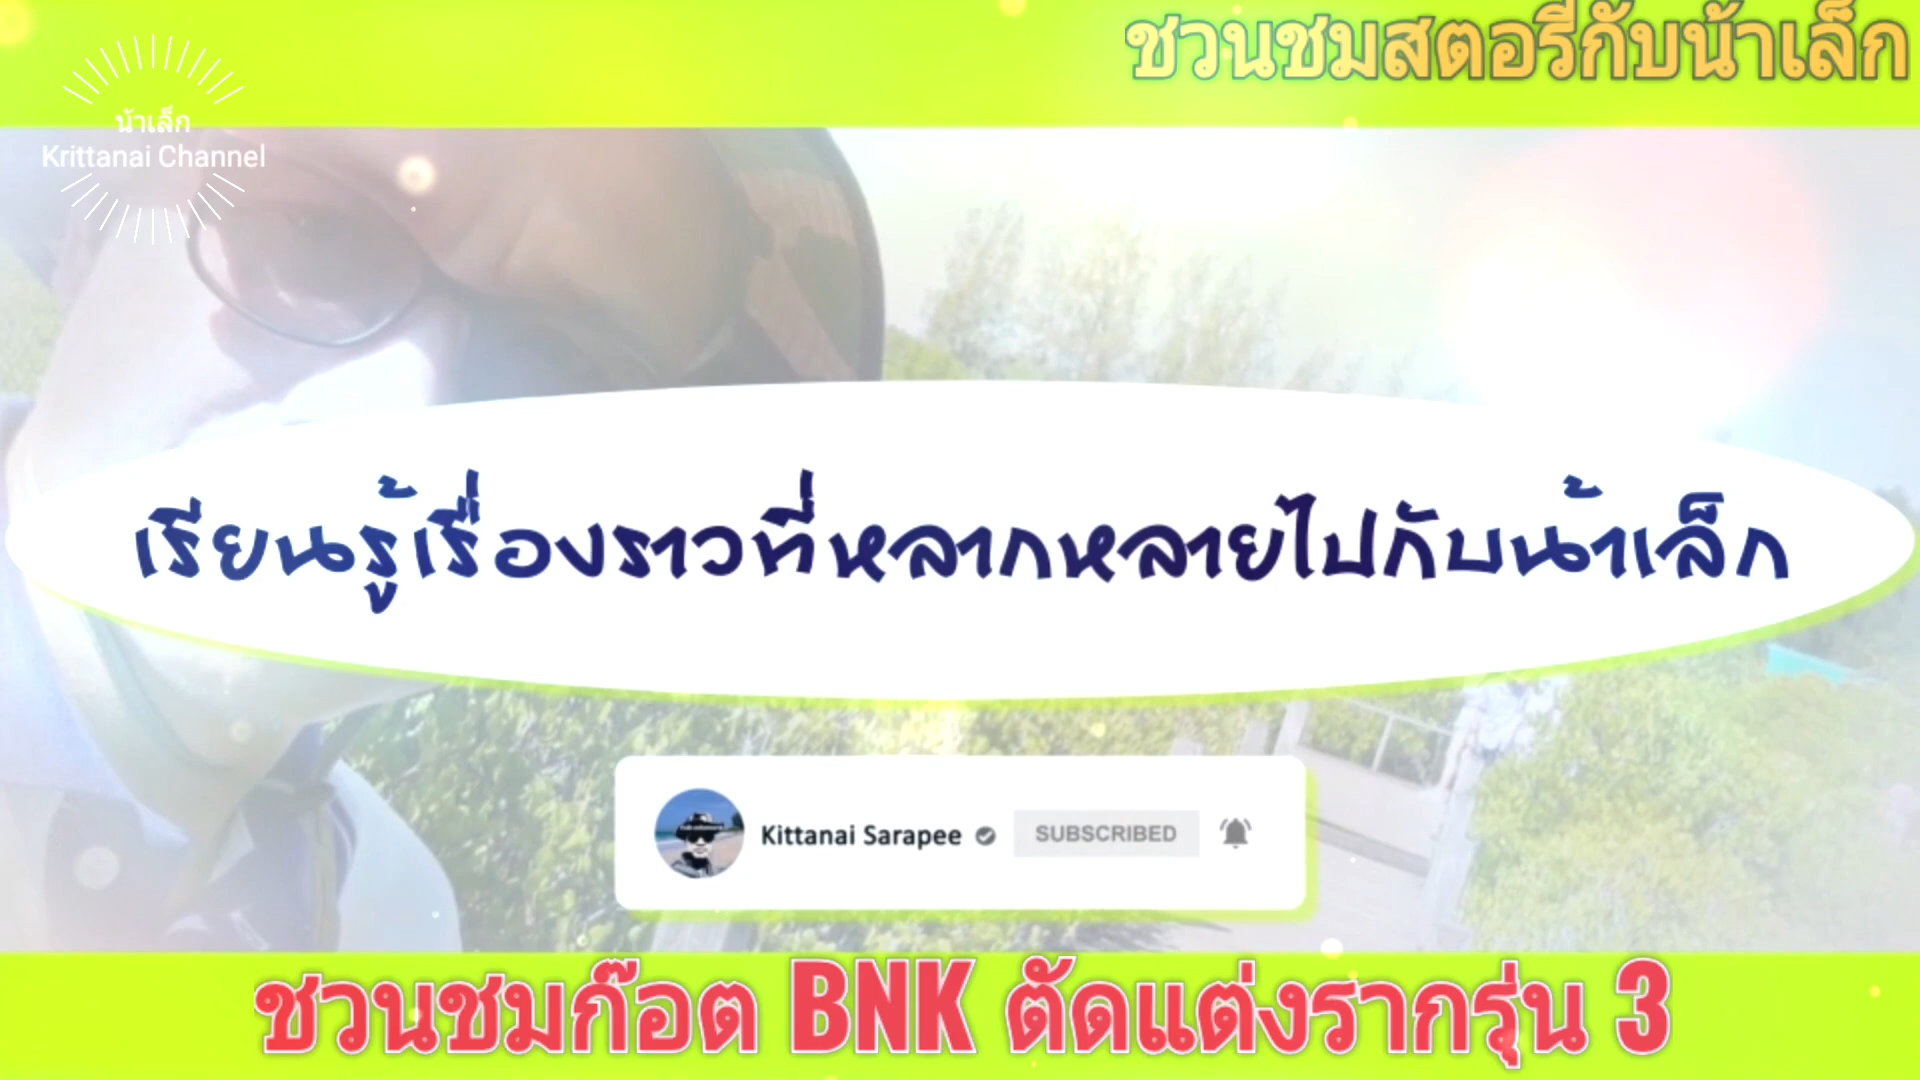 ชวนชมสตอรี่กับน้าเล็ก
น้าเล็ก
Krittanai Channel
เรียนรู้เรื่องราวที่หลากหลายไปกับน้าเล็ก
Kittanai Sarapee
SUBSCRIBED
ชวนชมก๊อต BNK ตัดแต่งรากรุ่น 3